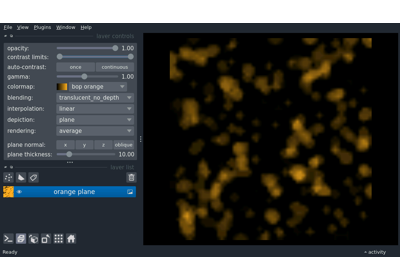 File View Plugins Window Help
layer controls
opacity: 1.00
contrast limits:
auto-contrast: once continuous
gamma: 1.00
colormap: bop orange
blending: translucent_no_depth
interpolation: linear
depiction: plane
rendering: average
plane normal: x y z oblique
plane thickness: 10.00
layer list
orange plane
Ready
activity